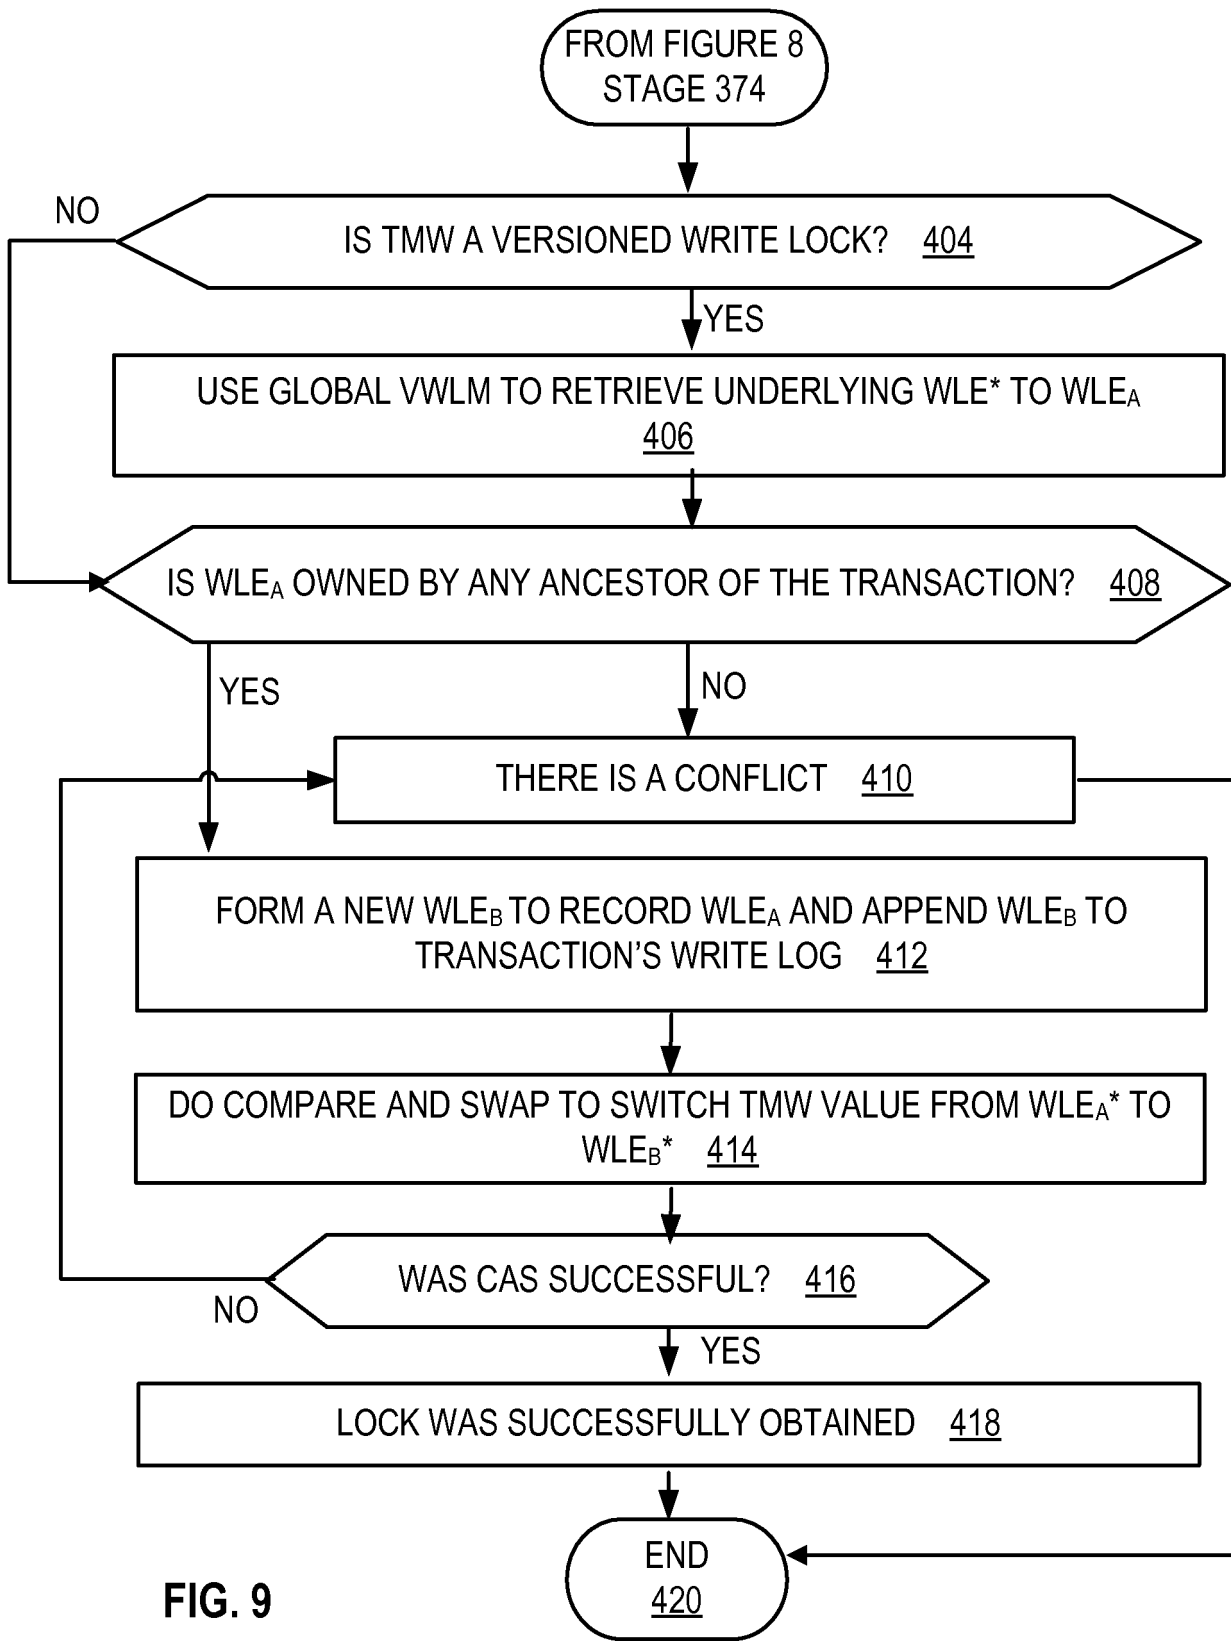 FROM FIGURE 8
STAGE 374
NO
IS TMW A VERSIONED WRITE LOCK? 404
YES
USE GLOBAL VWLM TO RETRIEVE UNDERLYING WLE* TO WLEA
406
IS WLEA OWNED BY ANY ANCESTOR OF THE TRANSACTION? 408
YES
NO
THERE IS A CONFLICT 410
FORM A NEW WLEB TO RECORD WLEA AND APPEND WLEB TO
TRANSACTION'S WRITE LOG 412
DO COMPARE AND SWAP TO SWITCH TMW VALUE FROM WLEA* TO
WLEB* 414
WAS CAS SUCCESSFUL? 416
NO
YES
LOCK WAS SUCCESSFULLY OBTAINED 418
END
420
FIG. 9